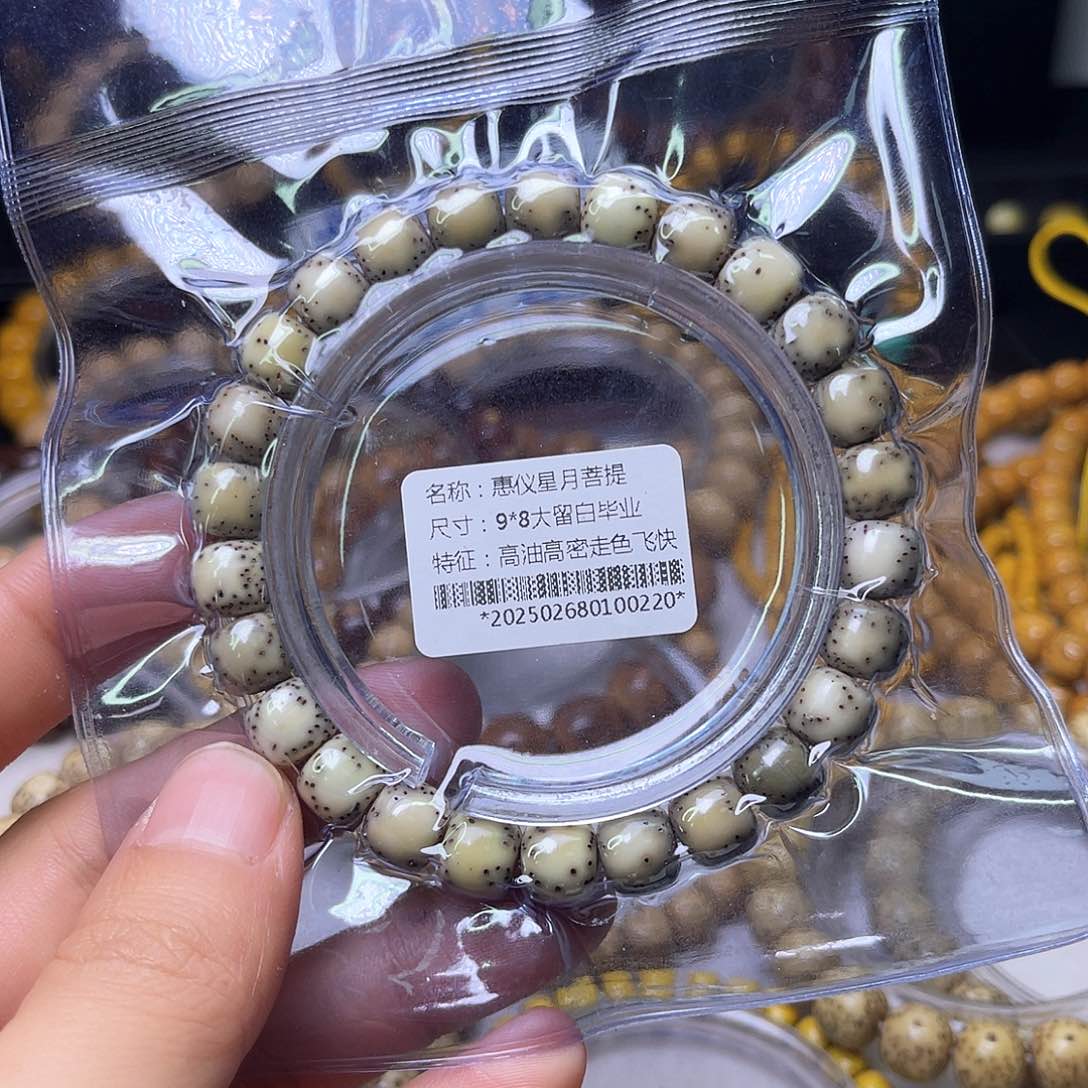 名称：惠仪星月菩提
尺寸：9*8大留白毕业
特征：高油高密走色飞快
*202502680100220*